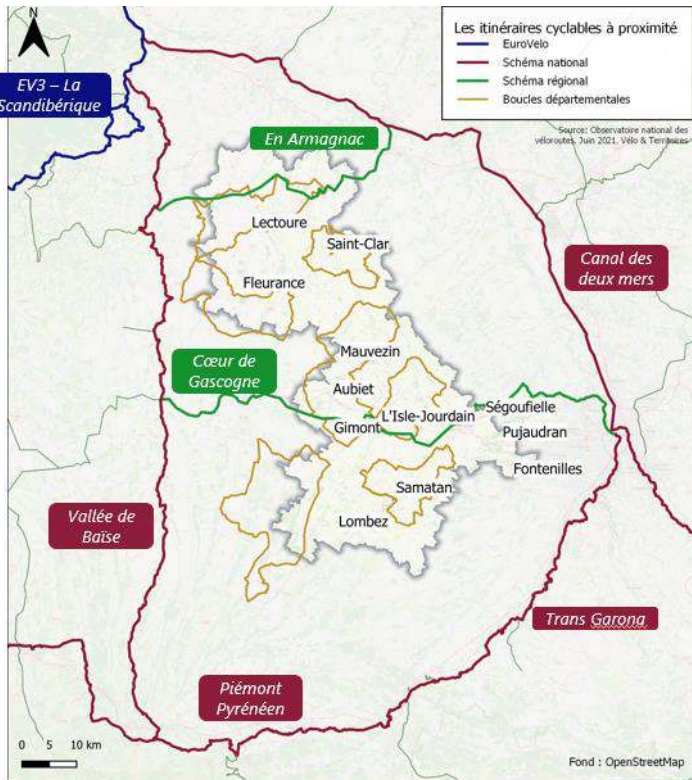 N
Les itinéraires cyclables à proximité
EuroVelo
Schéma national
Schéma régional
Boucles départementales
Source: Observatoire national des
véloroutes, Juin 2021, Vélo & Territoires
EV3 – La
Scandibérique
En Armagnac
Lectoure
Saint-Clar
Fleurance
Canal des
deux mers
Mauvezin
Cœur de
Gascogne
Aubiet
L'Isle-Jourdain
Ségoufielle
Gimont
Pujaudran
Fontenilles
Samatan
Vallée de
Baïse
Lombez
Trans Garona
Piémont
Pyrénéen
0 5 10 km
Fond : OpenStreetMap